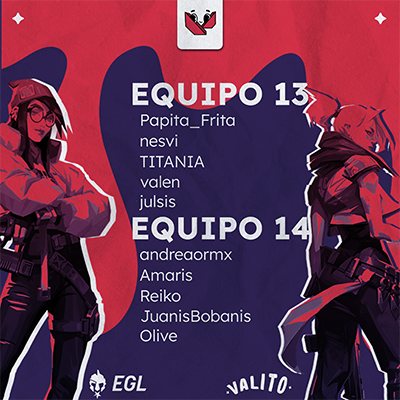 EQUIPO 13
Papita_Frita
nesvi
TITANIA
valen
julsis
EQUIPO 14
andreaormx
Amaris
Reiko
JuanisBobanis
Olive
EGL
VALITO